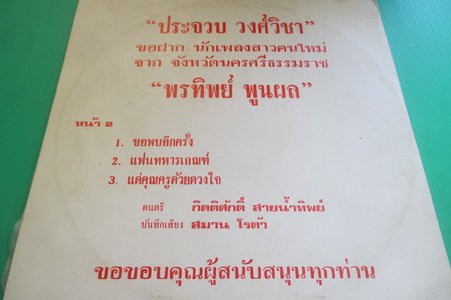 "ประจวบ วงศ์วิชา"
ขอฝาก นักเพลงสาวคนใหม่
จาก จังหวัดนครศรีธรรมราช
"พรทิพย์ พูนผล"
หน้า 2
1. ขอพบอีกครั้ง
2. แฟนทหารเกณฑ์
3. แด่คุณครูด้วยดวงใจ
ดนตรี กิตติศักดิ์ สายน้ำทิพย์
บันทึกเสียง สมาน โรต้า
ขอขอบคุณผู้สนับสนุนทุกท่าน